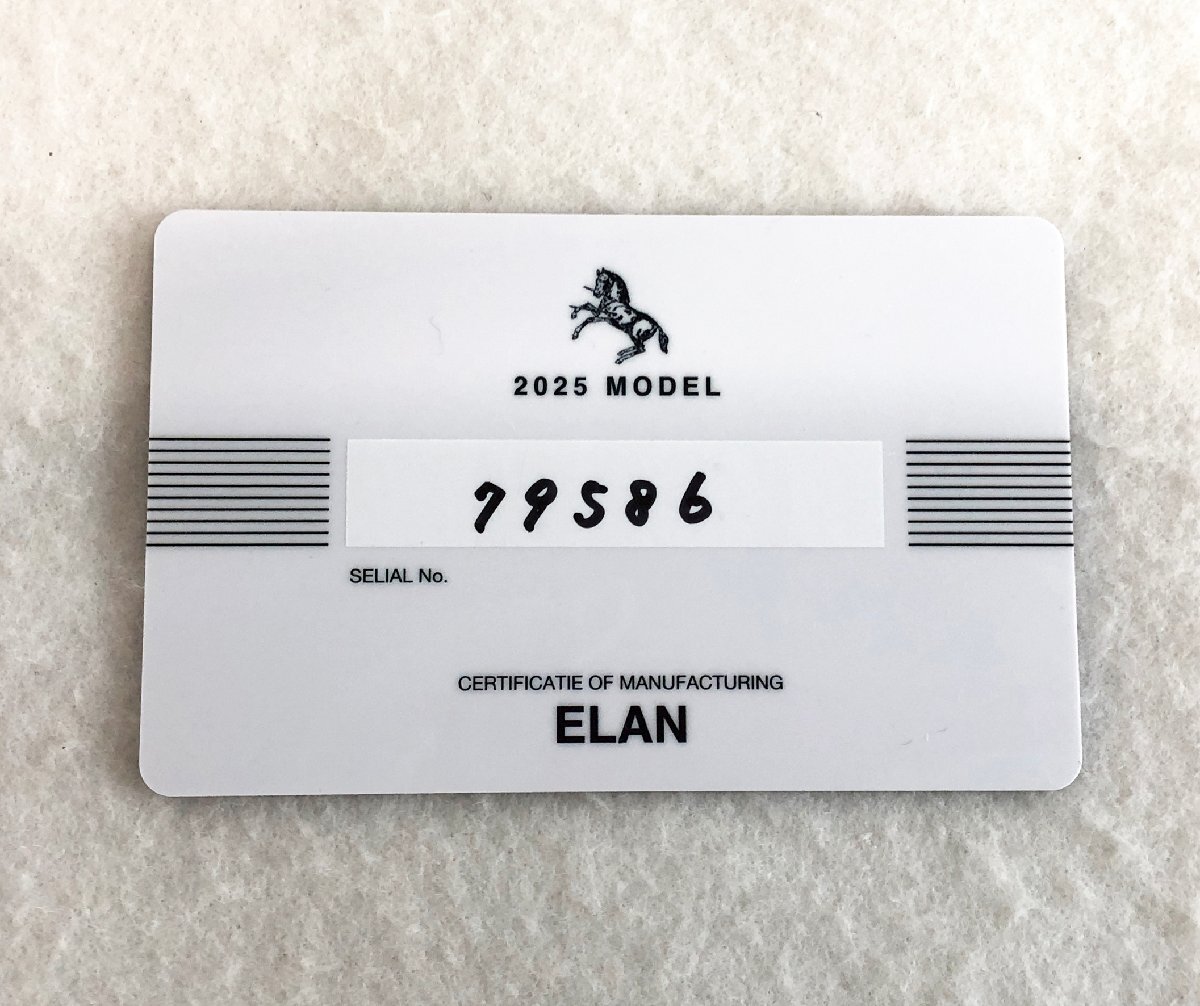 2025 MODEL
79586
SELIAL No.
CERTIFICATIE OF MANUFACTURING
ELAN